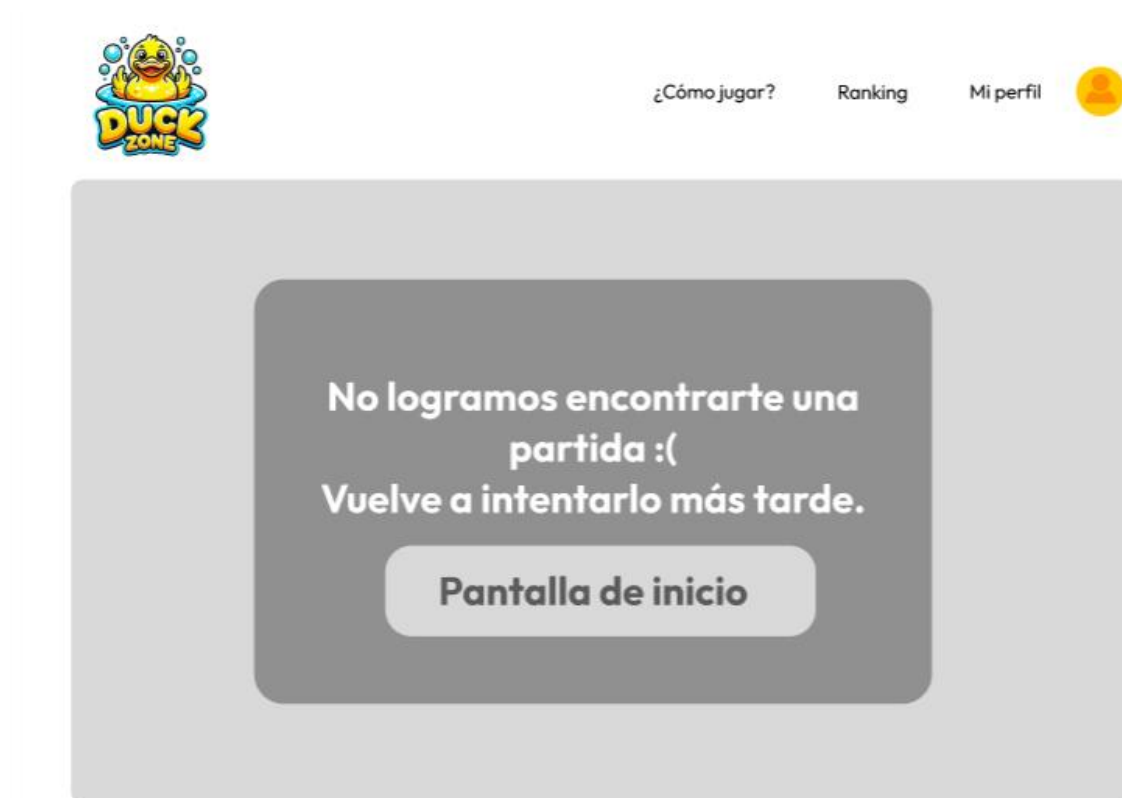 DUCK
ZONE
¿Cómo jugar? Ranking Mi perfil
No logramos encontrarte una
partida :(
Vuelve a intentarlo más tarde.
Pantalla de inicio